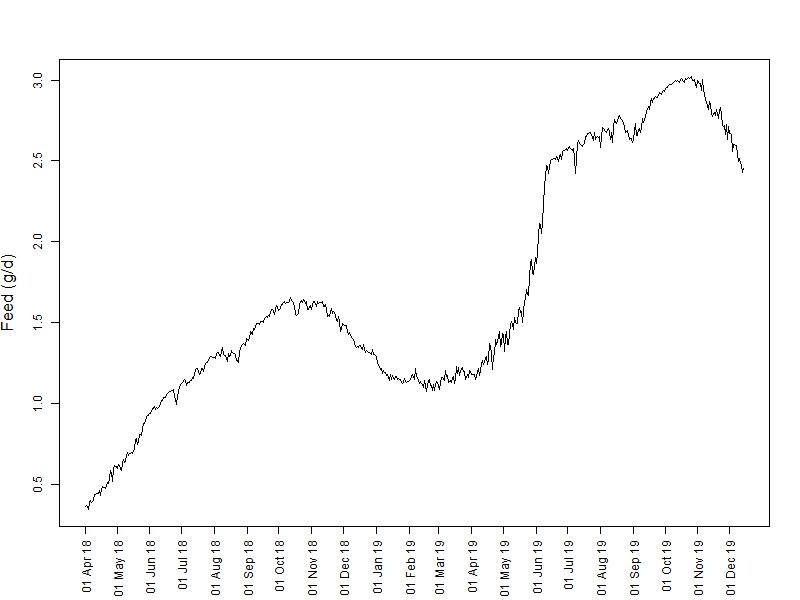 Feed (g/d)
3.0
2.5
2.0
1.5
1.0
0.5
01 Apr 18
01 May 18
01 Jun 18
01 Jul 18
01 Aug 18
01 Sep 18
01 Oct 18
01 Nov 18
01 Dec 18
01 Jan 19
01 Feb 19
01 Mar 19
01 Apr 19
01 May 19
01 Jun 19
01 Jul 19
01 Aug 19
01 Sep 19
01 Oct 19
01 Nov 19
01 Dec 19